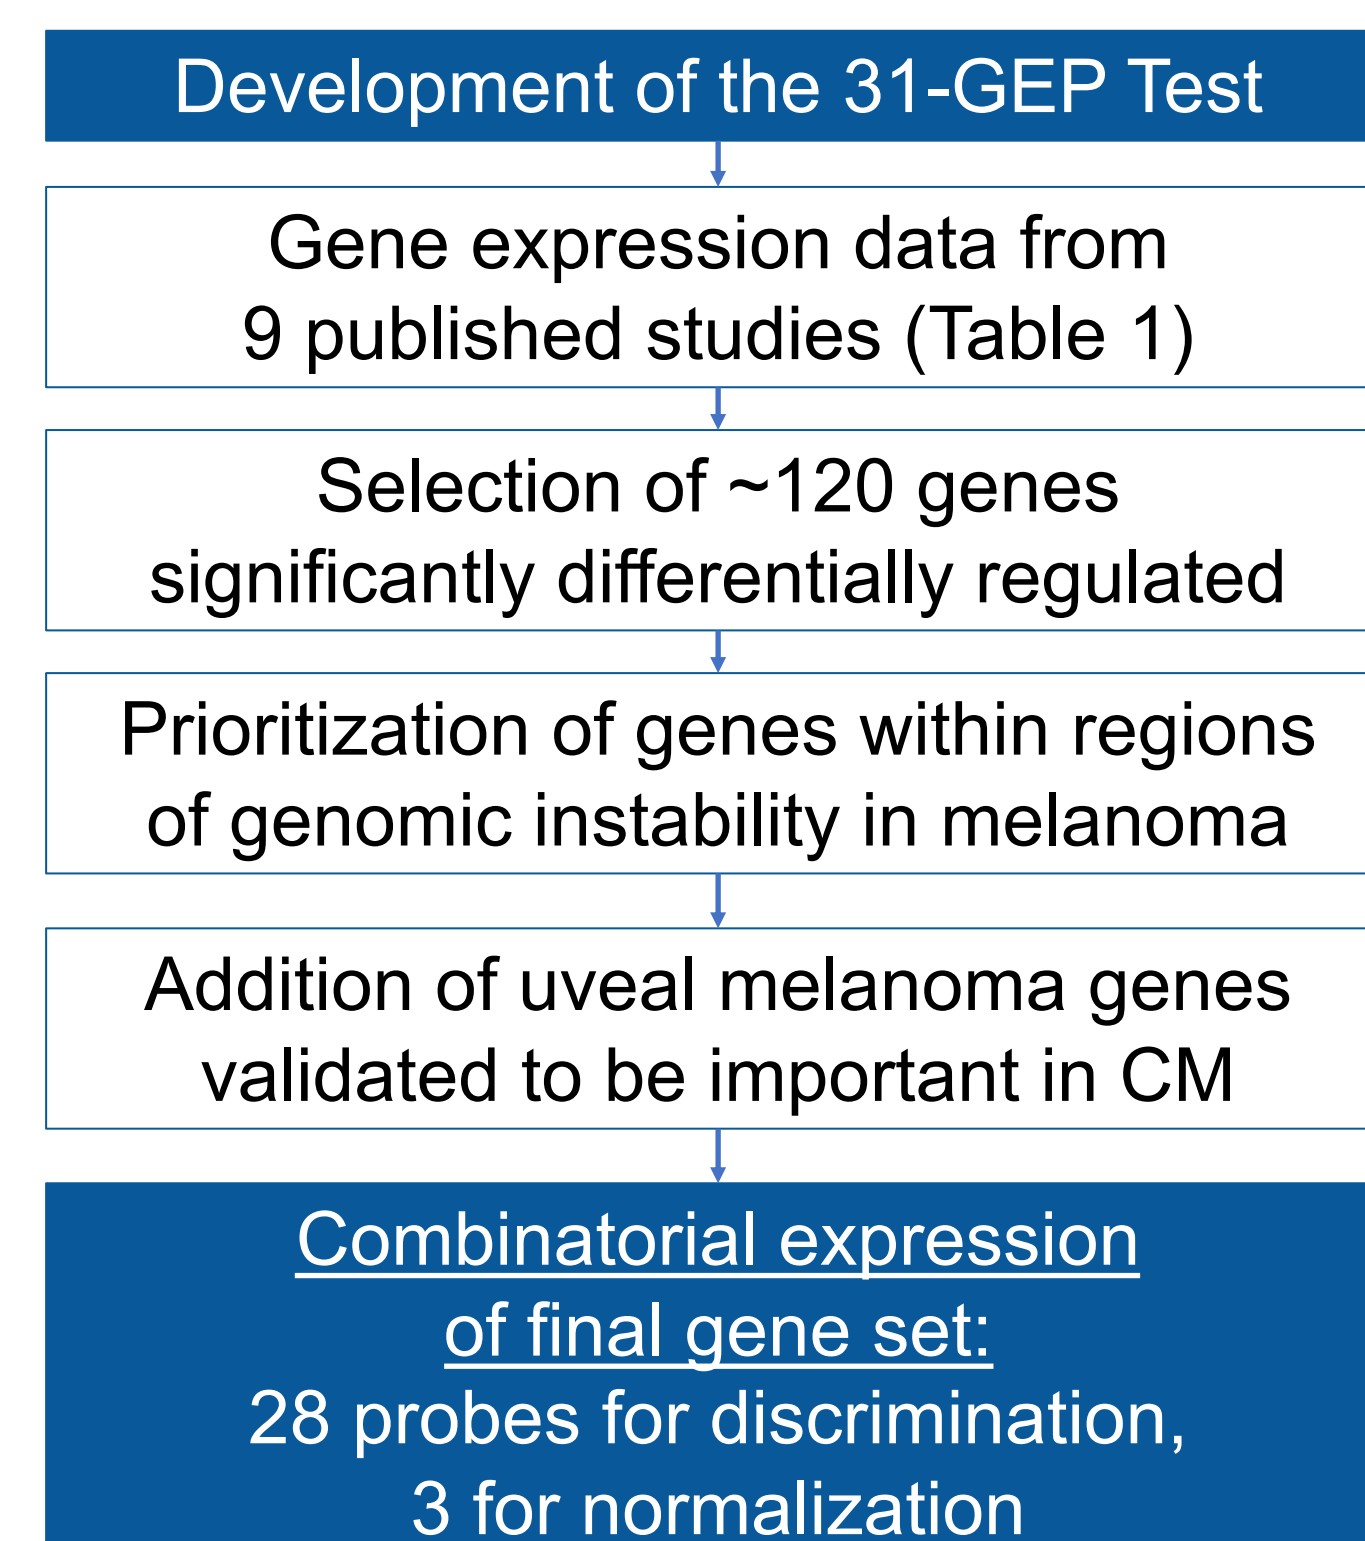 Development of the 31-GEP Test
Gene expression data from
9 published studies (Table 1)
Selection of ~120 genes
significantly differentially regulated
Prioritization of genes within regions
of genomic instability in melanoma
Addition of uveal melanoma genes
validated to be important in CM
Combinatorial expression
of final gene set:
28 probes for discrimination,
3 for normalization